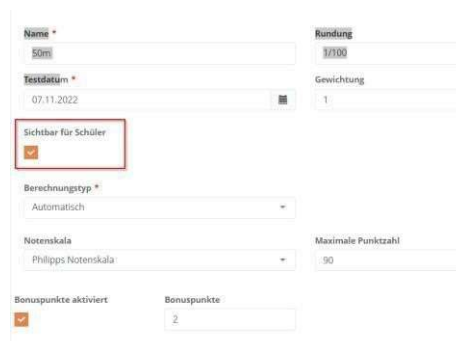 Name * Rundung
50m 1/100
Testdatum * Gewichtung
07.11.2022 1
Sichtbar für Schüler
Berechnungstyp *
Automatisch
Notenskala Maximale Punktzahl
Philipps Notenskala 90
Bonuspunkte aktiviert Bonuspunkte
2